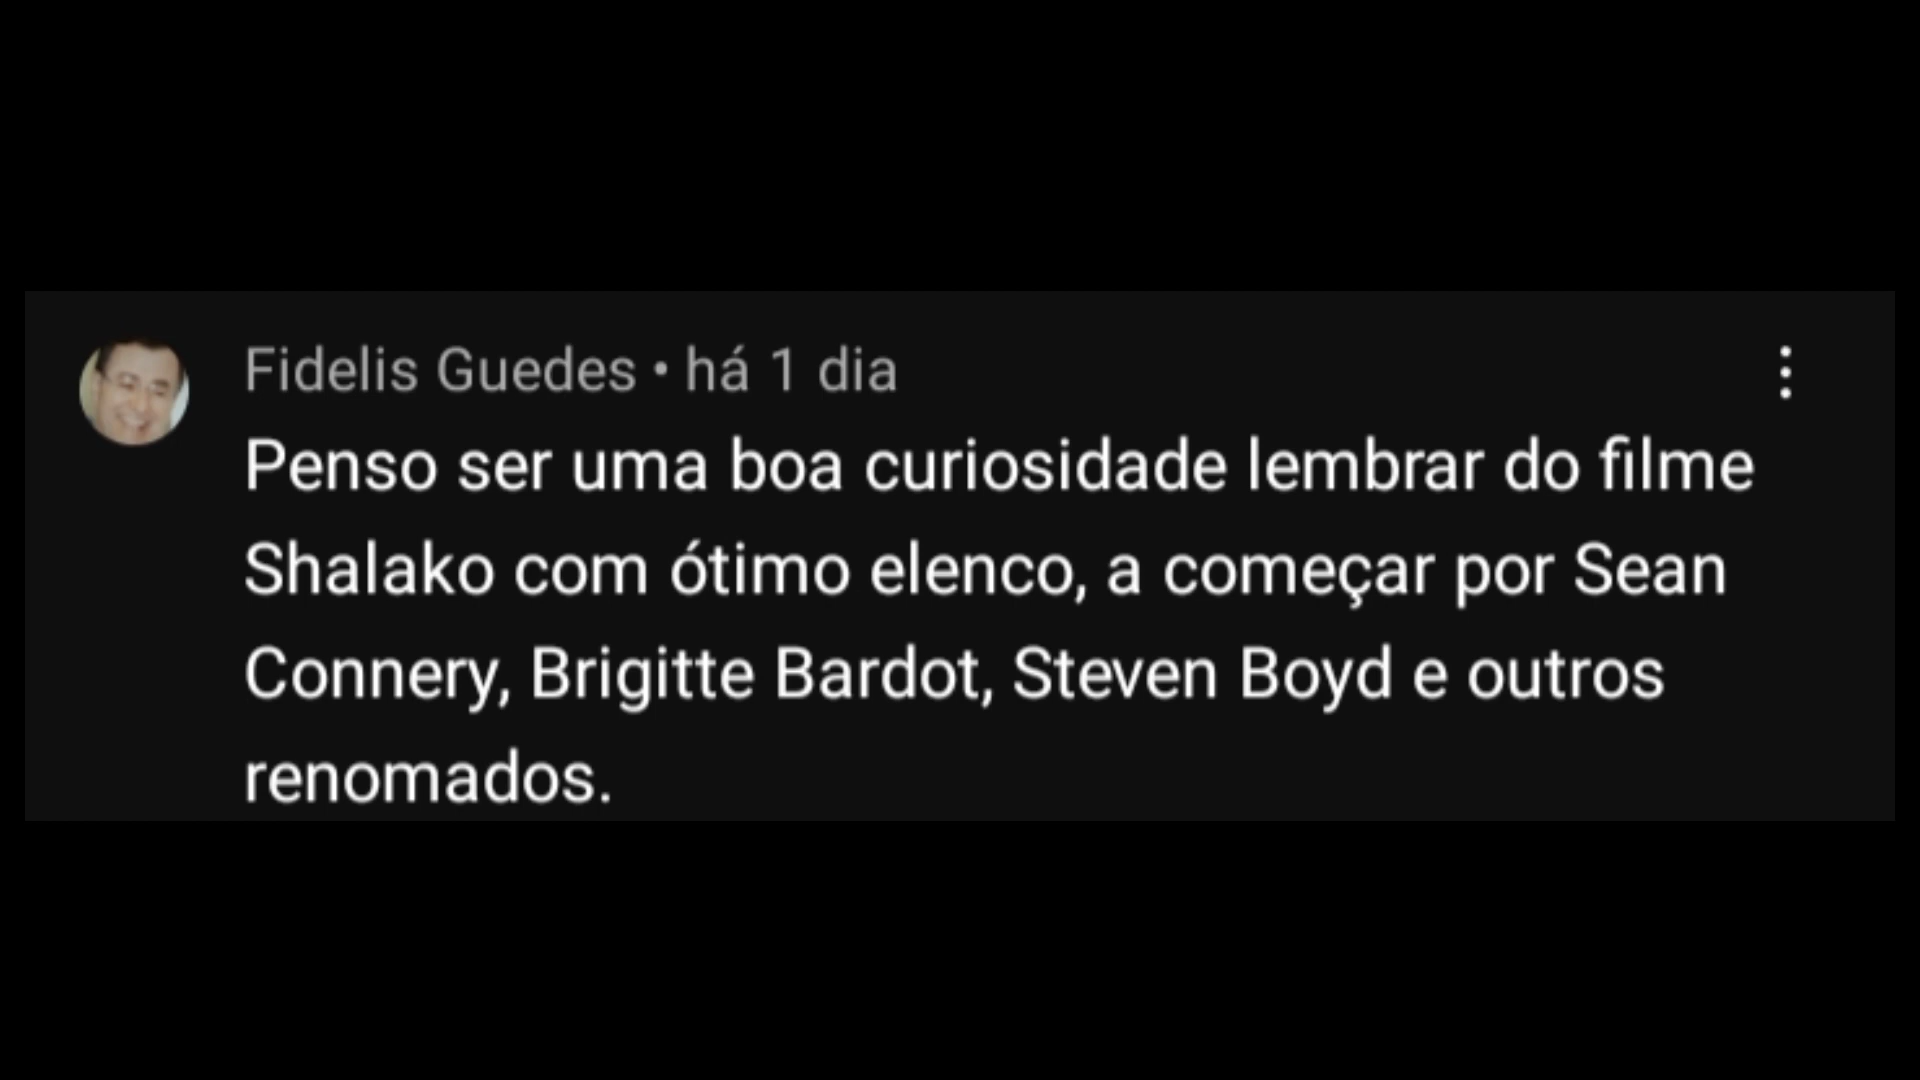 Fidelis Guedes • há 1 dia
Penso ser uma boa curiosidade lembrar do filme
Shalako com ótimo elenco, a começar por Sean
Connery, Brigitte Bardot, Steven Boyd e outros
renomados.